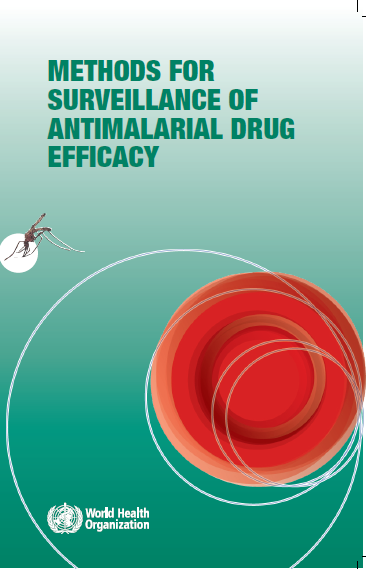 METHODS FOR
SURVEILLANCE OF
ANTIMALARIAL DRUG
EFFICACY
World Health
Organization